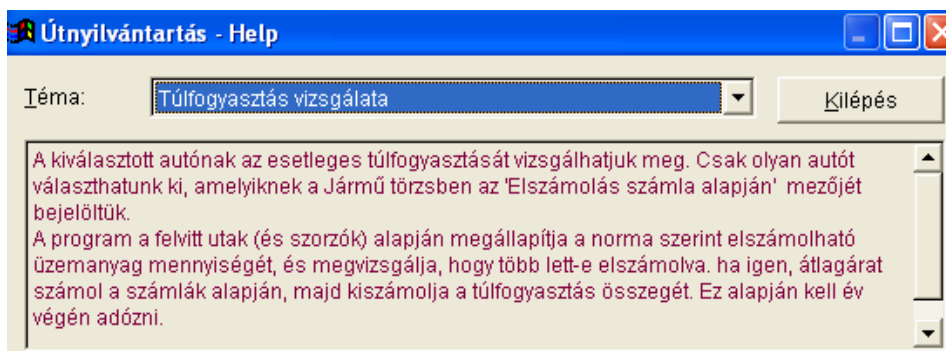 Útnyilvántartás - Help
Téma: Túlfogyasztás vizsgálata Kilépés
A kiválasztott autónak az esetleges túlfogyasztását vizsgálhatjuk meg. Csak olyan autót
választhatunk ki, amelyiknek a Jármű törzsben az 'Elszámolás számla alapján' mezőjét
bejelöltük.
A program a felvitt utak (és szorzók) alapján megállapítja a norma szerint elszámolható
üzemanyag mennyiségét, és megvizsgálja, hogy több lett-e elszámolva. ha igen, átlagárat
számol a számlák alapján, majd kiszámolja a túlfogyasztás összegét. Ez alapján kell év
végén adózni.